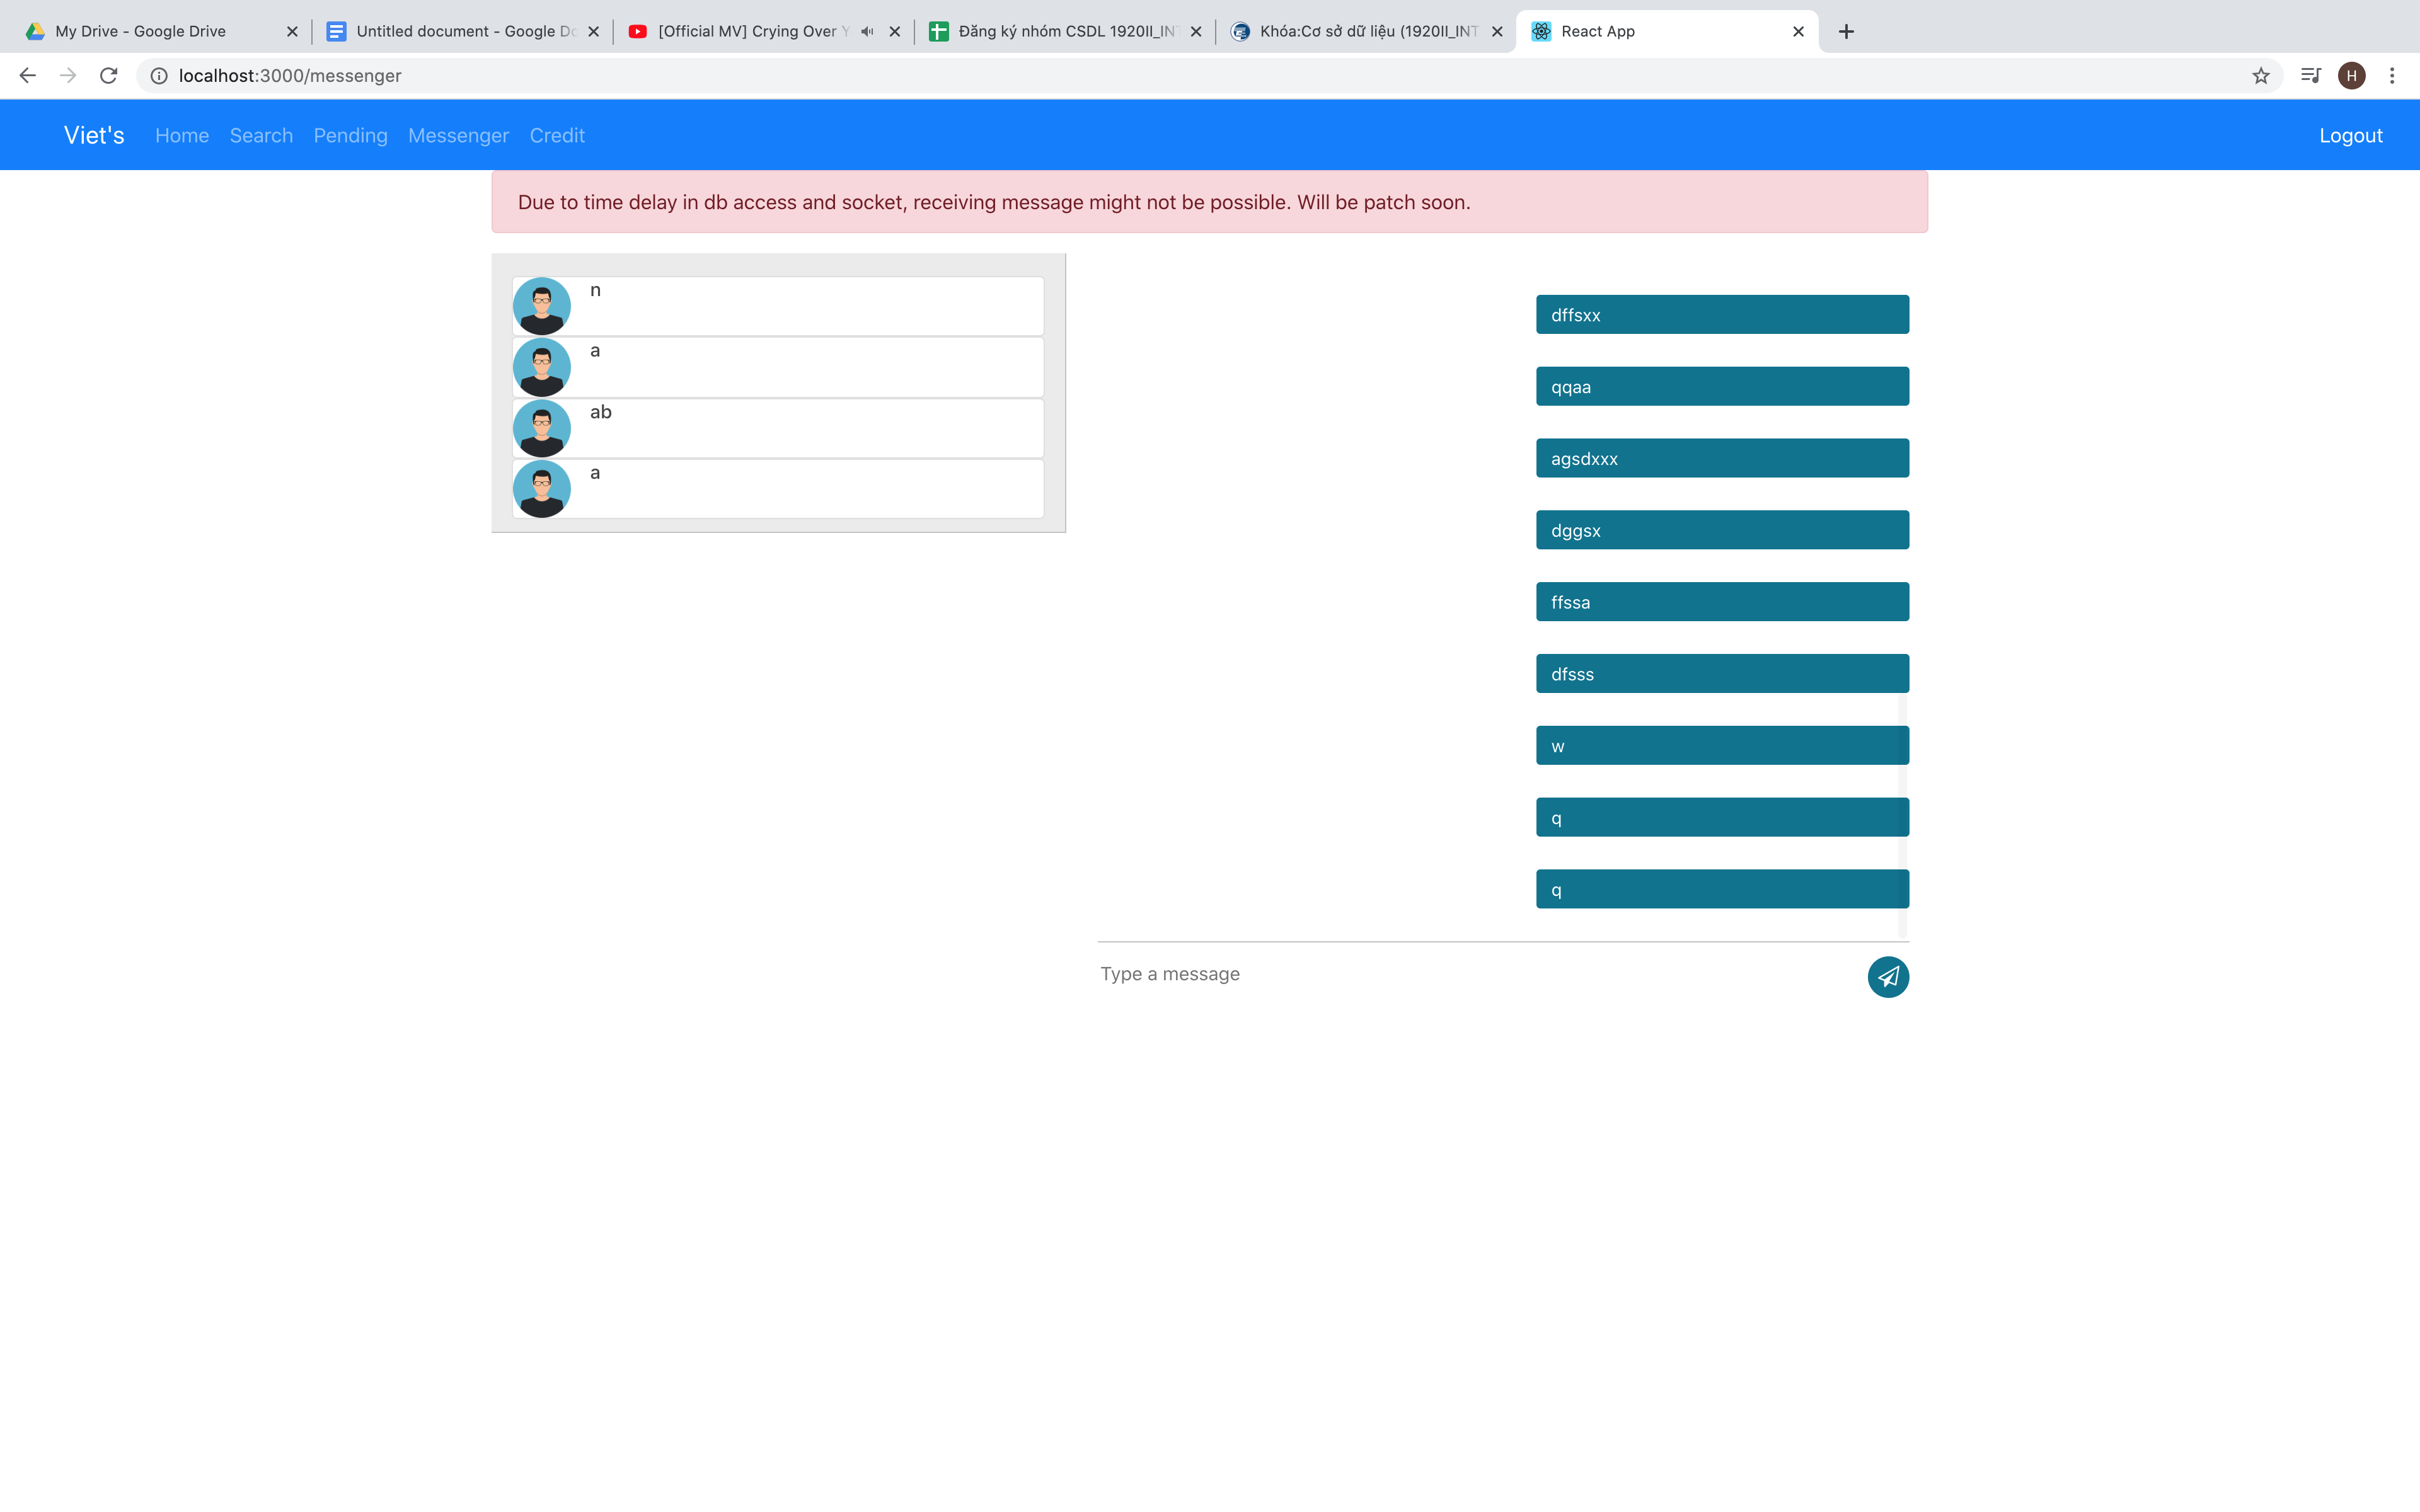 My Drive - Google Drive
Untitled document - Google Do
[Official MV] Crying Over Y
Đăng ký nhóm CSDL 1920II_INT
Khóa:Cơ sở dữ liệu (1920II_INT
React App
localhost:3000/messenger
H
Viet's Home Search Pending Messenger Credit Logout
Due to time delay in db access and socket, receiving message might not be possible. Will be patch soon.
n
a
ab
a
dffsxx
qqaa
agsdxxx
dggsx
ffssa
dfsss
w
q
q
Type a message